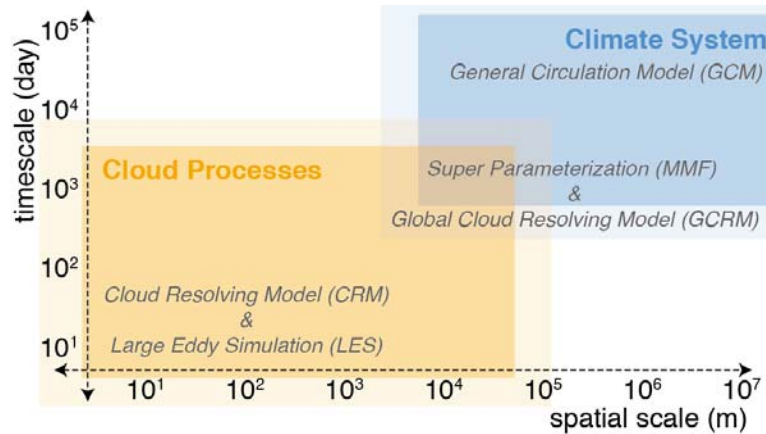 10⁵
Climate System
General Circulation Model (GCM)
timescale (day)
10⁴
Cloud Processes
Super Parameterization (MMF)
&
10³
Global Cloud Resolving Model (GCRM)
10²
Cloud Resolving Model (CRM)
&
Large Eddy Simulation (LES)
10¹
10¹ 10² 10³ 10⁴ 10⁵ 10⁶ 10⁷
spatial scale (m)